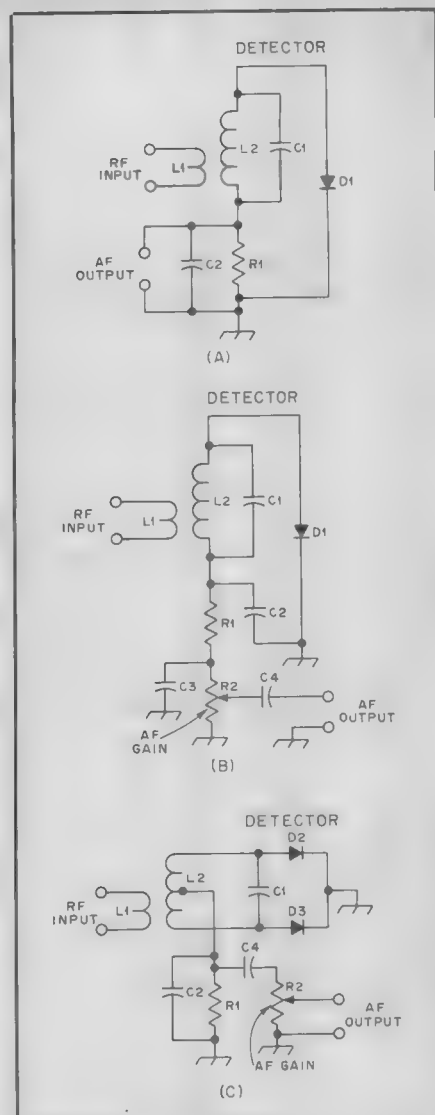 DETECTOR
L2
C1
RF
INPUT
L1
D1
AF
OUTPUT
C2
R1
(A)
DETECTOR
L2
C1
RF
INPUT
L1
D1
C2
R1
C3
R2
C4
AF
OUTPUT
AF
GAIN
(B)
DETECTOR
D2
L2
C1
RF
INPUT
L1
D3
C4
C2
R1
R2
AF
OUTPUT
AF GAIN
(C)